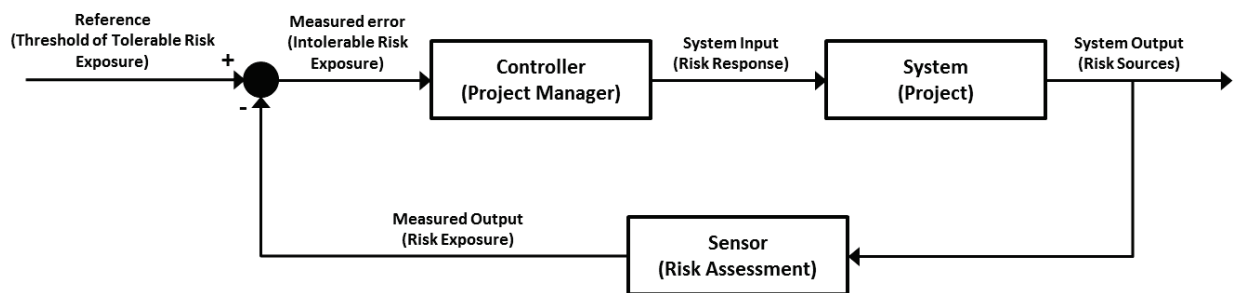 Reference
(Threshold of Tolerable Risk
Exposure)
+
-
Measured error
(Intolerable Risk
Exposure)
Controller
(Project Manager)
System Input
(Risk Response)
System
(Project)
System Output
(Risk Sources)
Measured Output
(Risk Exposure)
Sensor
(Risk Assessment)